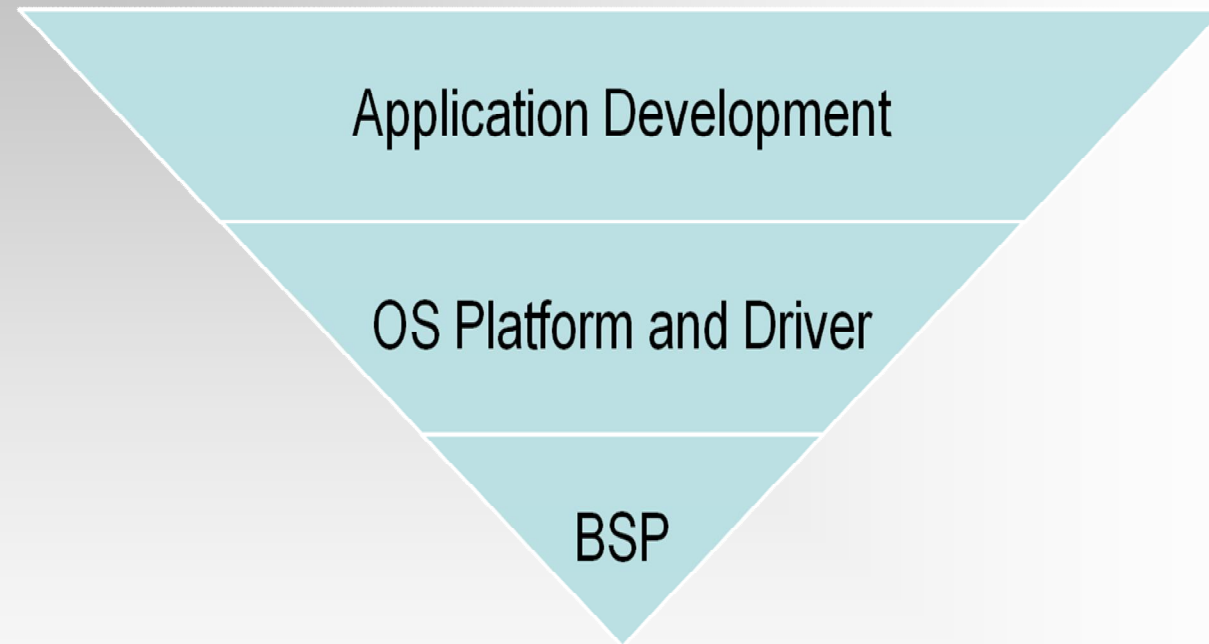 Application Development
OS Platform and Driver
BSP